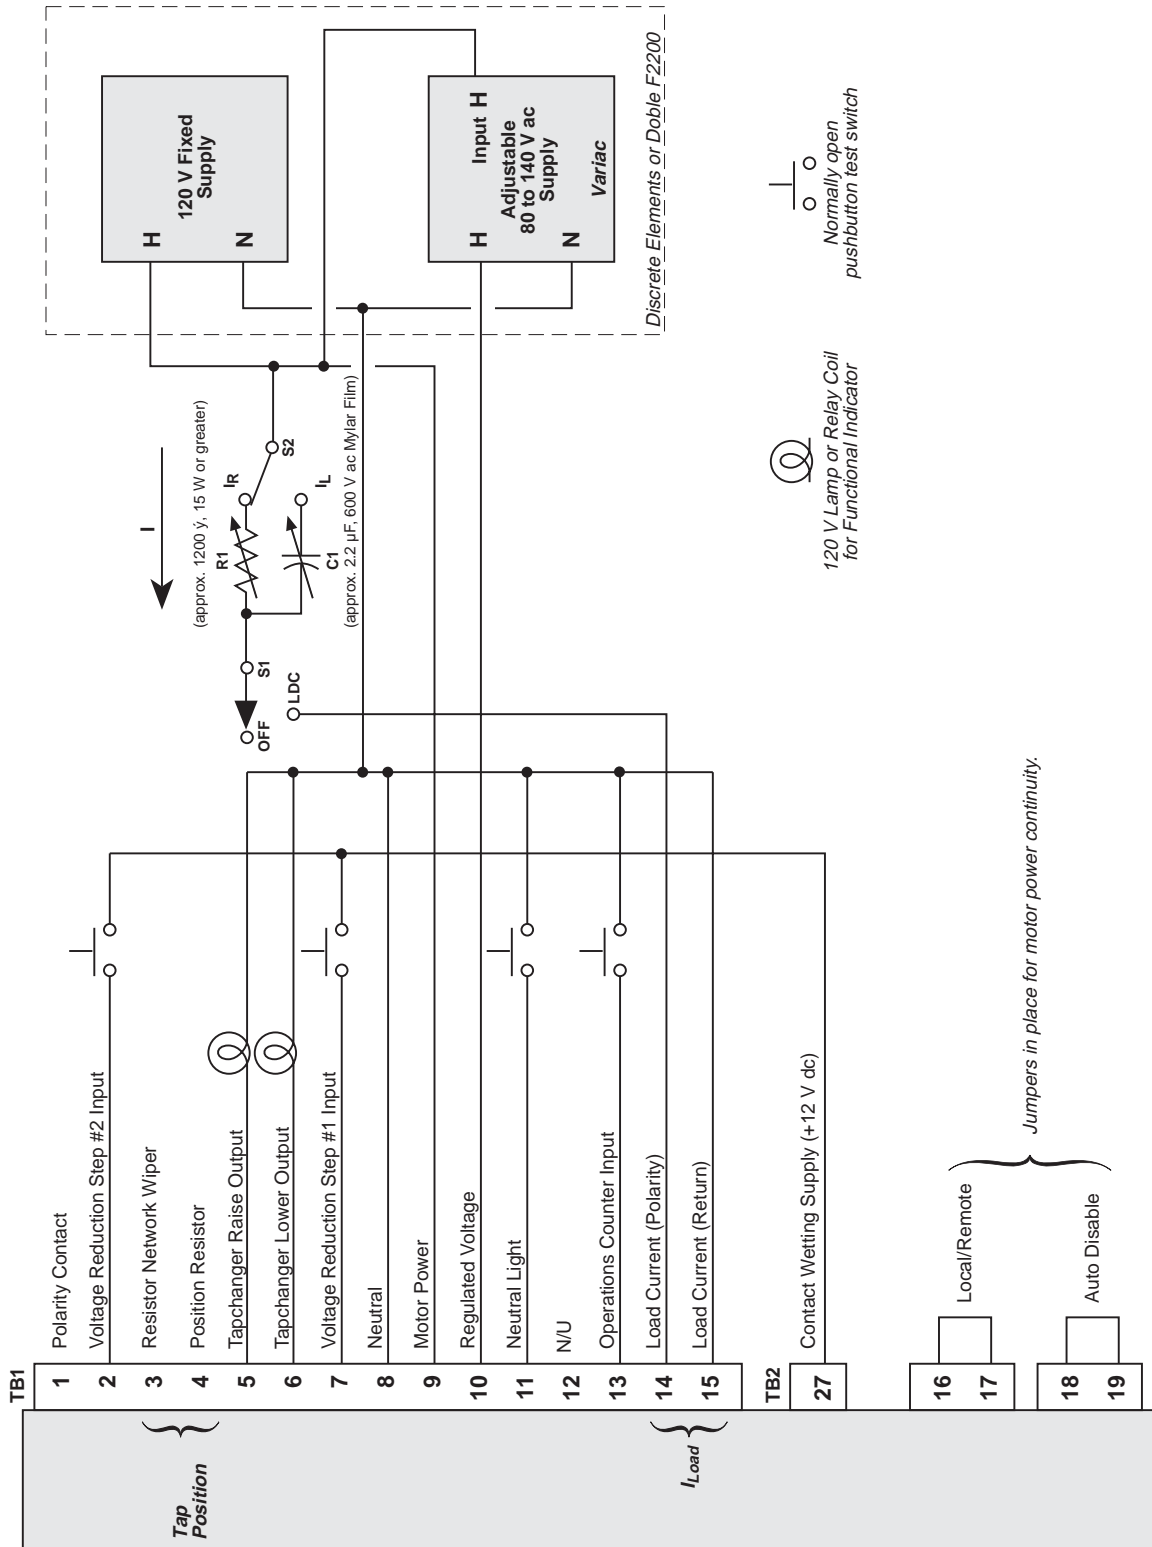 TB1
1 Polarity Contact
2 Voltage Reduction Step #2 Input
3 Resistor Network Wiper
4 Position Resistor
5 Tapchanger Raise Output
6 Tapchanger Lower Output
7 Voltage Reduction Step #1 Input
8 Neutral
9 Motor Power
10 Regulated Voltage
11 Neutral Light
12 N/U
13 Operations Counter Input
14 Load Current (Polarity)
15 Load Current (Return)
Tap
Position
ILoad
TB2
27 Contact Wetting Supply (+12 V dc)
16
17
Local/Remote
18
19
Auto Disable
Jumpers in place for motor power continuity.
OFF
LDC
S1
I
(approx. 1200 ý, 15 W or greater)
R1
IR
C1
IL
(approx. 2.2 µF, 600 V ac Mylar Film)
S2
120 V Fixed
Supply
H
N
Input H
Adjustable
80 to 140 V ac
Supply
H
N
Variac
Discrete Elements or Doble F2200
120 V Lamp or Relay Coil
for Functional Indicator
Normally open
pushbutton test switch